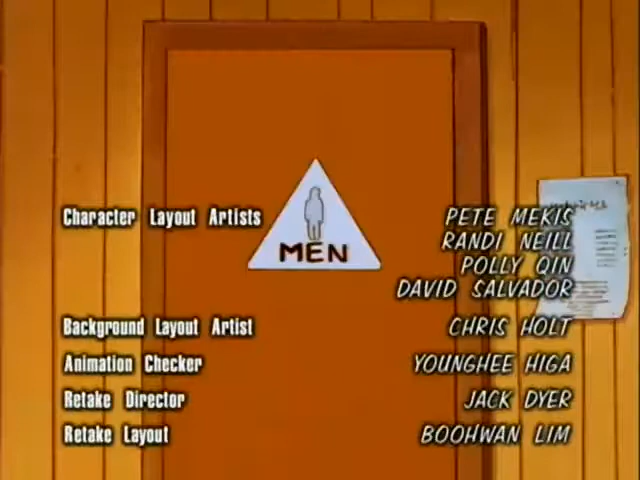 Character Layout Artists PETE MEKIS
RANDI NEILL
POLLY QIN
DAVID SALVADOR
MEN
Background Layout Artist CHRIS HOLT
Animation Checker YOUNGHEE HIGA
Retake Director JACK DYER
Retake Layout BOOHWAN LIM